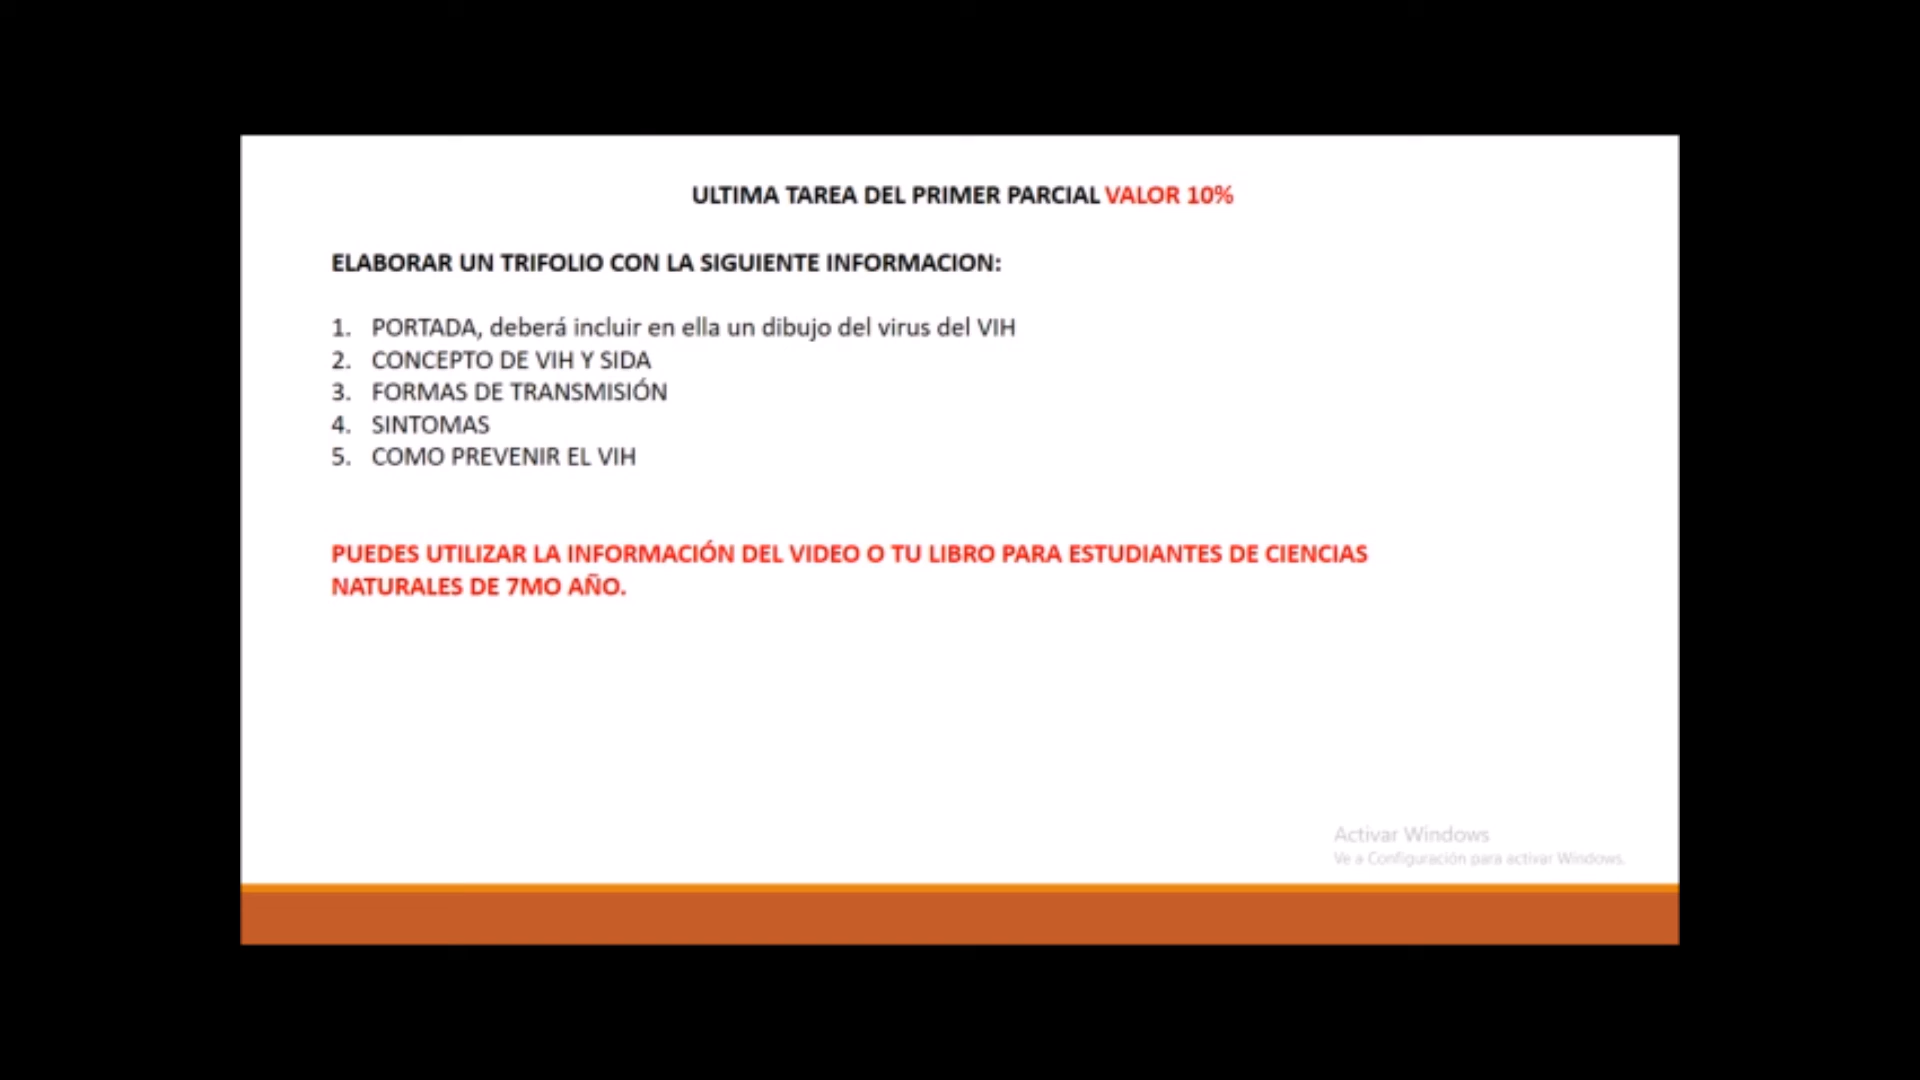 ULTIMA TAREA DEL PRIMER PARCIAL VALOR 10%
ELABORAR UN TRIFOLIO CON LA SIGUIENTE INFORMACION:
1. PORTADA, deberá incluir en ella un dibujo del virus del VIH
2. CONCEPTO DE VIH Y SIDA
3. FORMAS DE TRANSMISIÓN
4. SINTOMAS
5. COMO PREVENIR EL VIH
PUEDES UTILIZAR LA INFORMACIÓN DEL VIDEO O TU LIBRO PARA ESTUDIANTES DE CIENCIAS
NATURALES DE 7MO AÑO.
Activar Windows
Ve a Configuración para activar Windows.